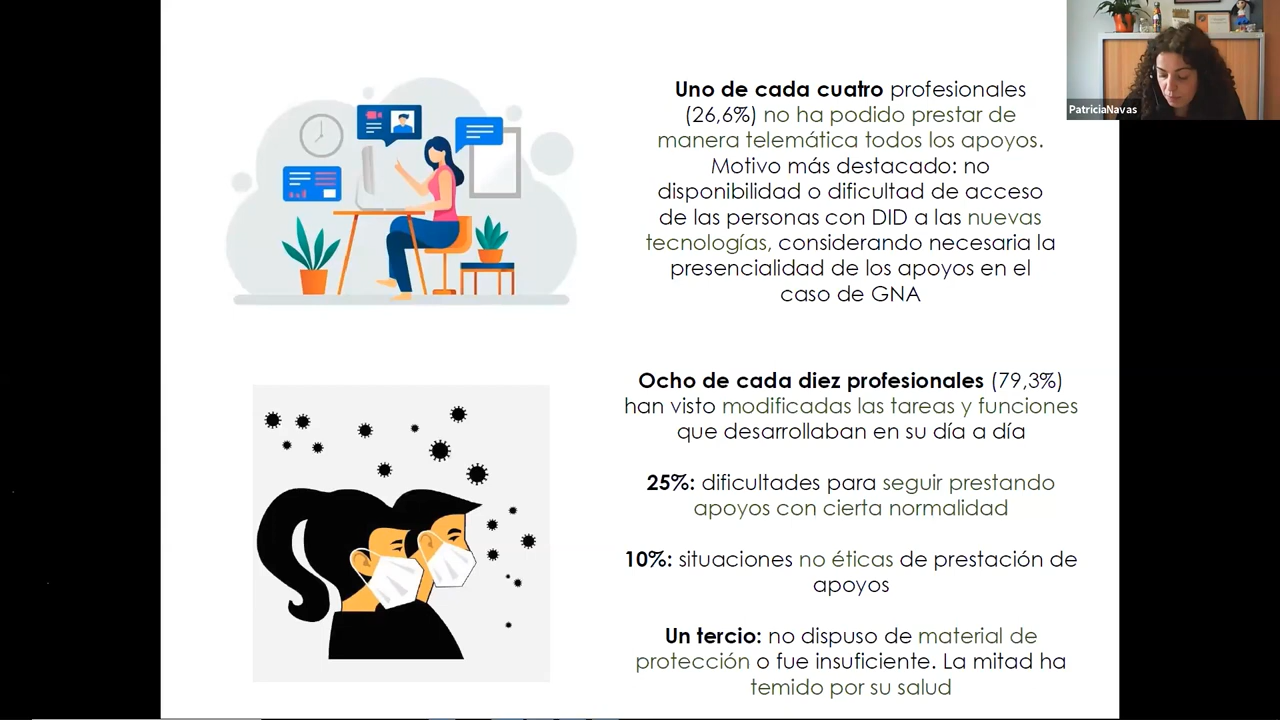 Uno de cada cuatro profesionales
(26,6%) no ha podido prestar de
manera telemática todos los apoyos.
Motivo más destacado: no
disponibilidad o dificultad de acceso
de las personas con DID a las nuevas
tecnologías, considerando necesaria la
presencialidad de los apoyos en el
caso de GNA
Ocho de cada diez profesionales (79,3%)
han visto modificadas las tareas y funciones
que desarrollaban en su día a día
25%: dificultades para seguir prestando
apoyos con cierta normalidad
10%: situaciones no éticas de prestación de
apoyos
Un tercio: no dispuso de material de
protección o fue insuficiente. La mitad ha
temido por su salud
PatriciaNavas